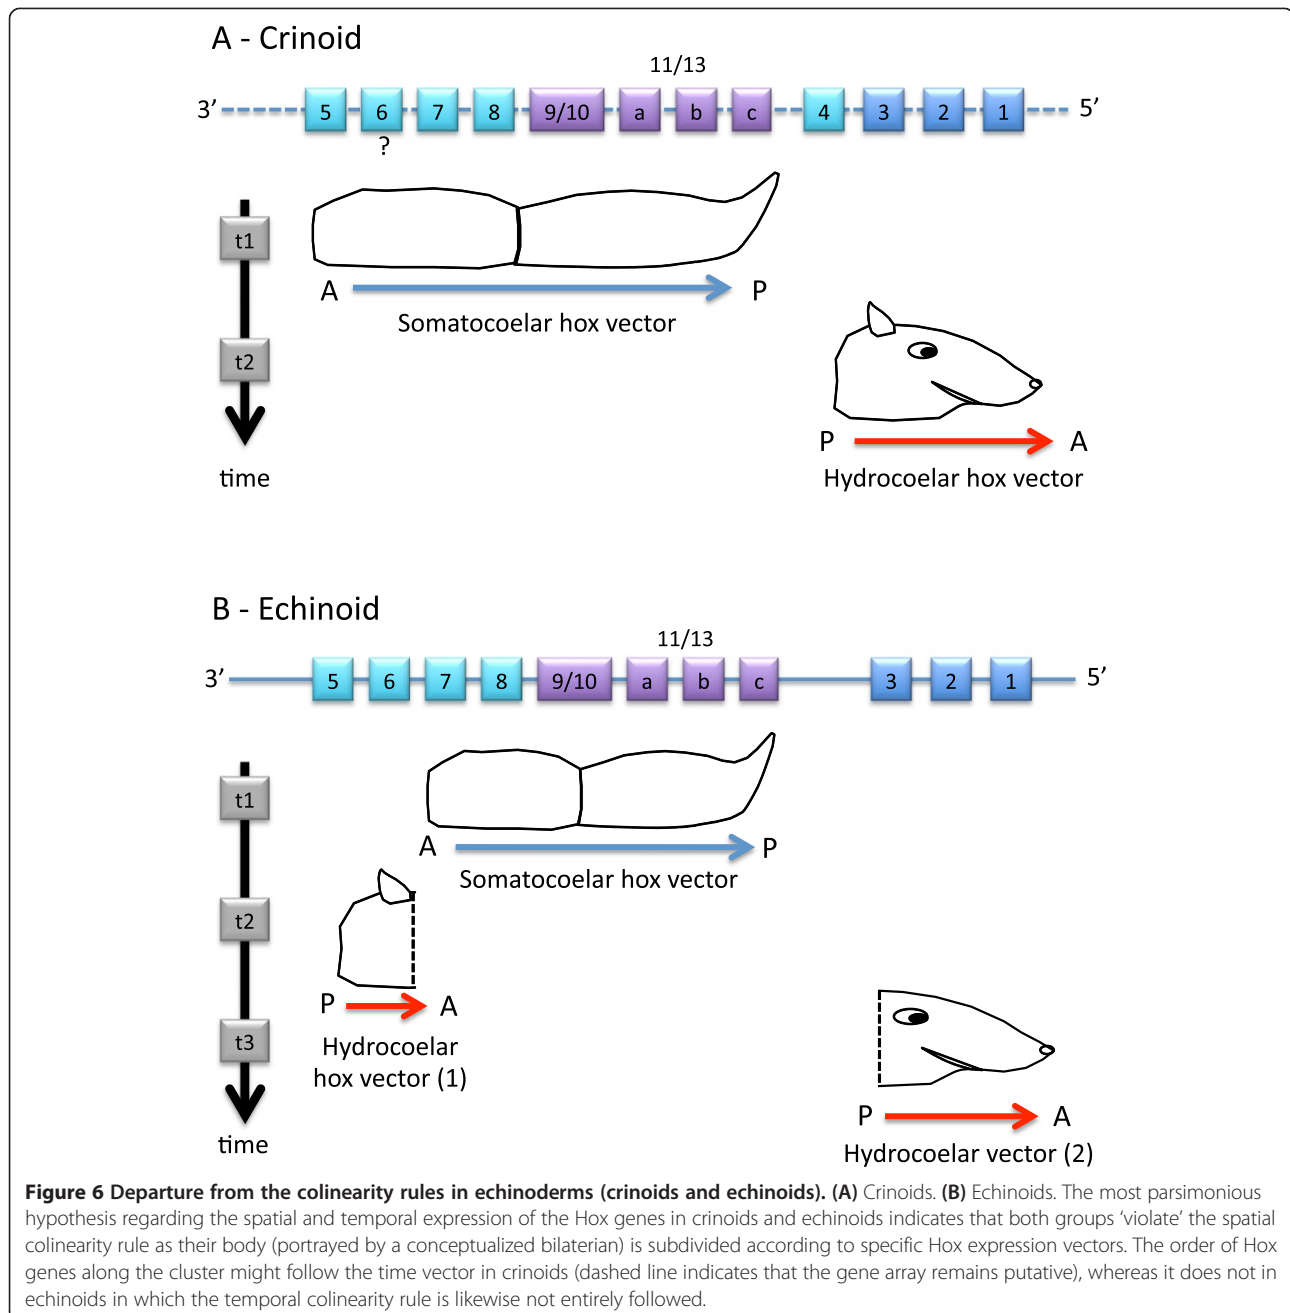 A - Crinoid
11/13
3’ 5 6 7 8 9/10 a b c 4 3 2 1 5’
?
t1
A P
Somatocoelar hox vector
t2
P A
time
Hydrocoelar hox vector
B - Echinoid
11/13
3’ 5 6 7 8 9/10 a b c 3 2 1 5’
t1
A P
Somatocoelar hox vector
t2
P A
Hydrocoelar
hox vector (1)
t3
P A
time
Hydrocoelar vector (2)
Figure 6 Departure from the colinearity rules in echinoderms (crinoids and echinoids). (A) Crinoids. (B) Echinoids. The most parsimonious
hypothesis regarding the spatial and temporal expression of the Hox genes in crinoids and echinoids indicates that both groups ‘violate’ the spatial
colinearity rule as their body (portrayed by a conceptualized bilaterian) is subdivided according to specific Hox expression vectors. The order of Hox
genes along the cluster might follow the time vector in crinoids (dashed line indicates that the gene array remains putative), whereas it does not in
echinoids in which the temporal colinearity rule is likewise not entirely followed.